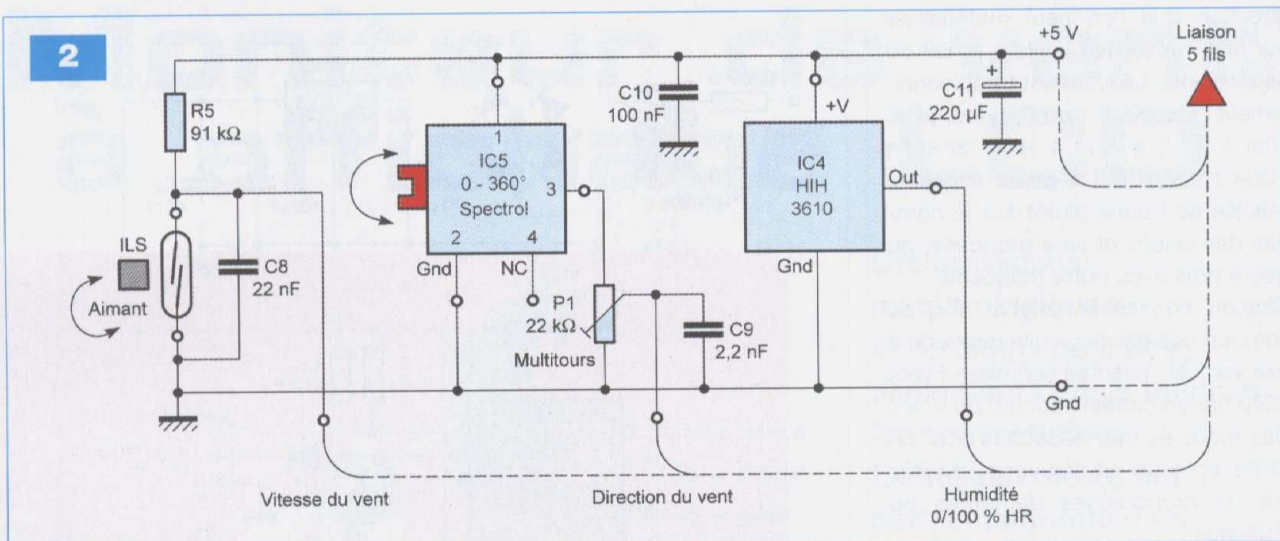 2
+5 V
Liaison
5 fils
R5
91 kΩ
C10
100 nF
+V
+
C11
220 µF
1
IC5
0 - 360°
Spectrol
3
2
4
Gnd
NC
IC4
HIH
3610
Out
Gnd
ILS
Aimant
C8
22 nF
P1
22 kΩ
Multitours
C9
2,2 nF
Gnd
Vitesse du vent
Direction du vent
Humidité
0/100 % HR